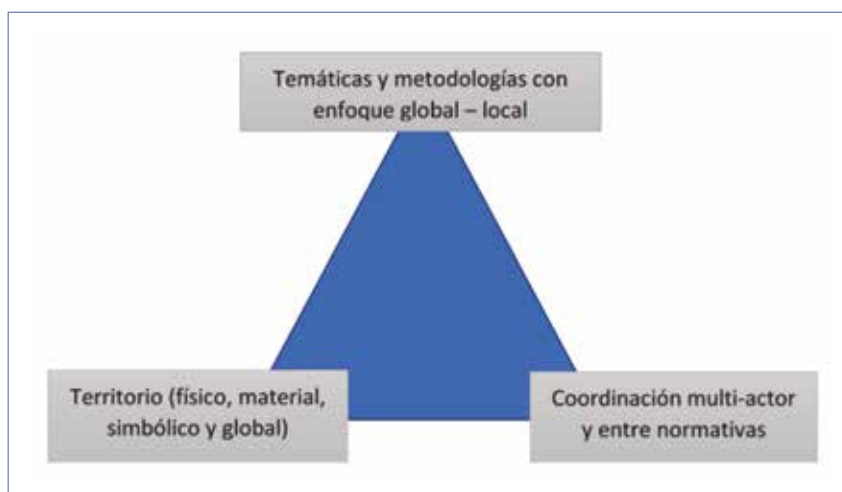 Temáticas y metodologías con
enfoque global – local
Territorio (físico, material,
simbólico y global)
Coordinación multi-actor
y entre normativas